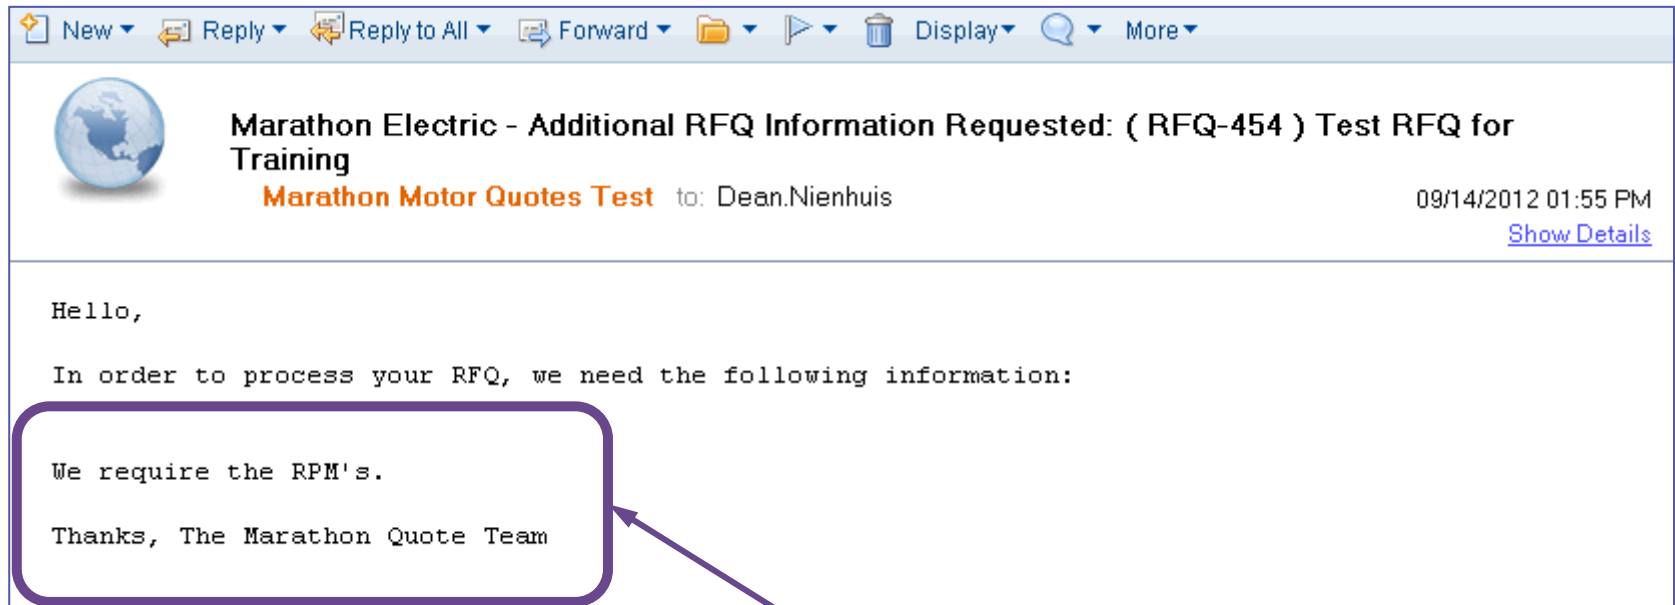 New Reply Reply to All Forward Display More
Marathon Electric - Additional RFQ Information Requested: ( RFQ-454 ) Test RFQ for
Training
Marathon Motor Quotes Test to: Dean.Nienhuis 09/14/2012 01:55 PM
Show Details
Hello,
In order to process your RFQ, we need the following information:
We require the RPM's.
Thanks, The Marathon Quote Team